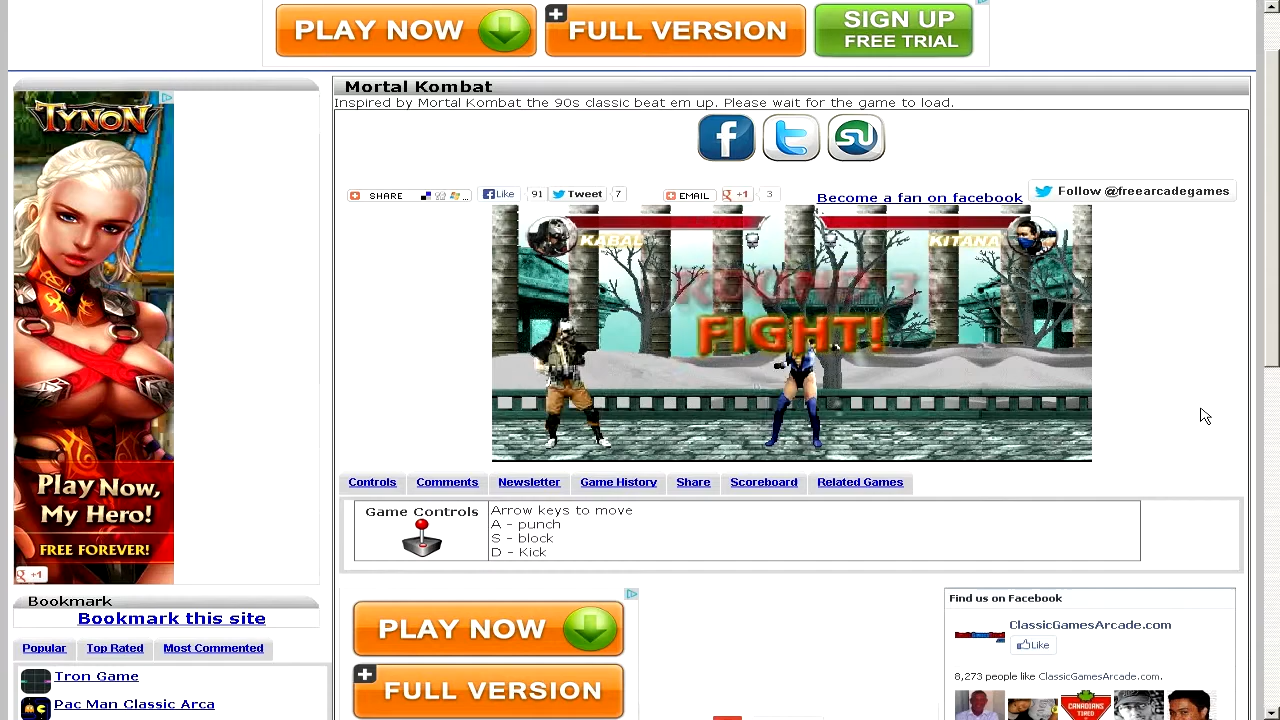 PLAY NOW
FULL VERSION
SIGN UP
FREE TRIAL
TYNON
Play Now,
My Hero!
FREE FOREVER!
+1
Bookmark
Bookmark this site
Popular
Top Rated
Most Commented
Tron Game
Pac Man Classic Arca
Mortal Kombat
Inspired by Mortal Kombat the 90s classic beat em up. Please wait for the game to load.
SHARE
Like
91
Tweet
7
EMAIL
+1
3
Become a fan on facebook
Follow @freearcadegames
KABAL
KITANA
ROUND 3
FIGHT!
Controls
Comments
Newsletter
Game History
Share
Scoreboard
Related Games
Game Controls
Arrow keys to move
A - punch
S - block
D - Kick
PLAY NOW
FULL VERSION
Find us on Facebook
ClassicGamesArcade.com
Like
6,273 people like ClassicGamesArcade.com.
CANADIANS